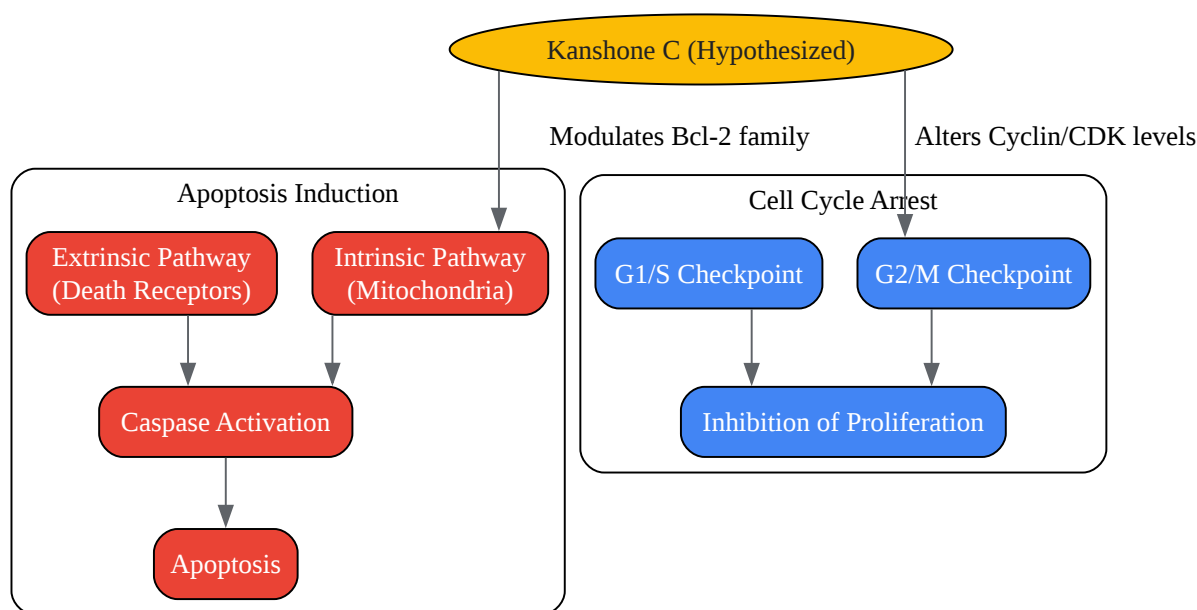 Kanshone C (Hypothesized)
Modulates Bcl-2 family
Alters Cyclin/CDK levels
Apoptosis Induction
Cell Cycle Arrest
Extrinsic Pathway
(Death Receptors)
Intrinsic Pathway
(Mitochondria)
G1/S Checkpoint
G2/M Checkpoint
Caspase Activation
Inhibition of Proliferation
Apoptosis